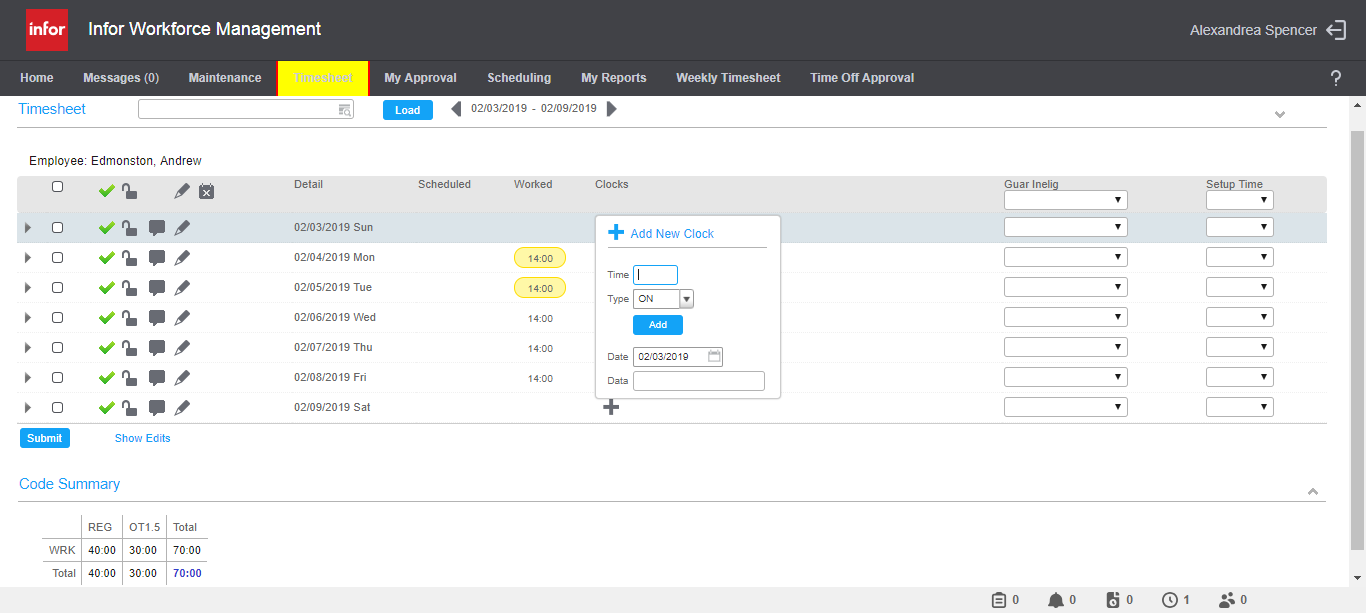 infor Infor Workforce Management Alexandrea Spencer
Home Messages (0) Maintenance Timesheet My Approval Scheduling My Reports Weekly Timesheet Time Off Approval ?
Timesheet Load 02/03/2019 - 02/09/2019
Employee: Edmonston, Andrew
Detail Scheduled Worked Clocks Guar Inelig Setup Time
02/03/2019 Sun
02/04/2019 Mon 14:00
02/05/2019 Tue 14:00
02/06/2019 Wed 14:00
02/07/2019 Thu 14:00
02/08/2019 Fri 14:00
02/09/2019 Sat
Add New Clock
Time
Type ON
Add
Date 02/03/2019
Data
Submit Show Edits
Code Summary
REG OT1.5 Total
WRK 40:00 30:00 70:00
Total 40:00 30:00 70:00
0 0 0 1 0